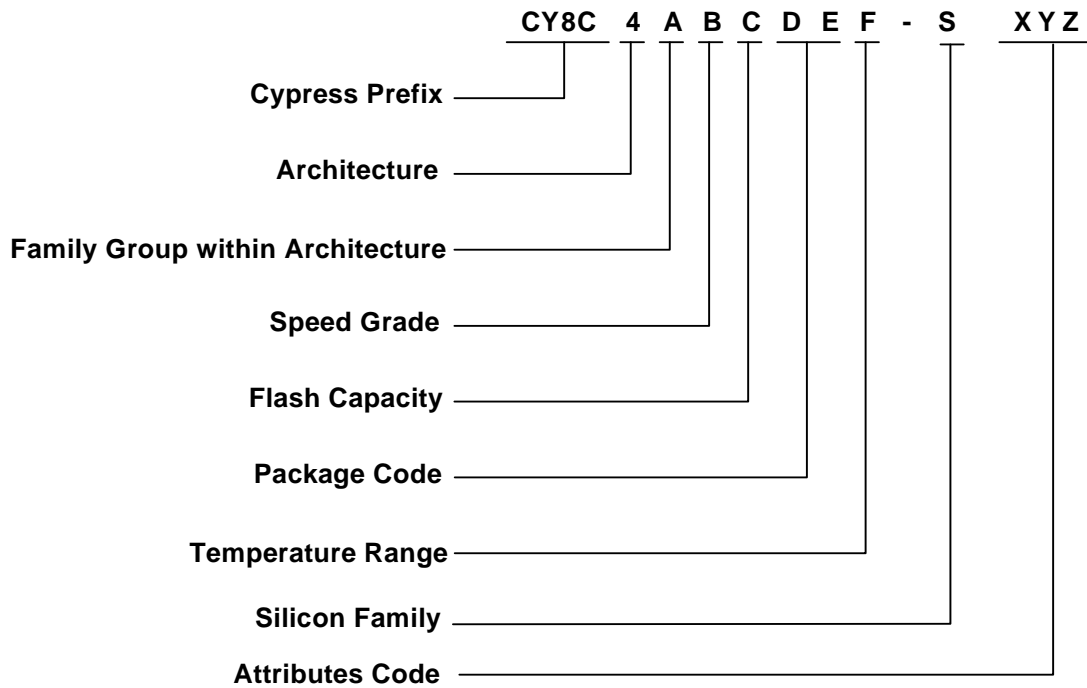 CY8C 4 A B C D E F - S XYZ
Cypress Prefix
Architecture
Family Group within Architecture
Speed Grade
Flash Capacity
Package Code
Temperature Range
Silicon Family
Attributes Code